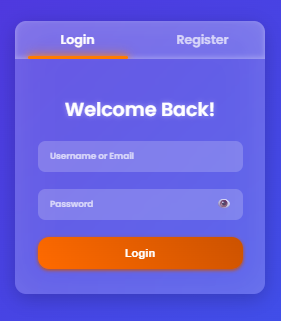 Login
Register
Welcome Back!
Username or Email
Password
Login